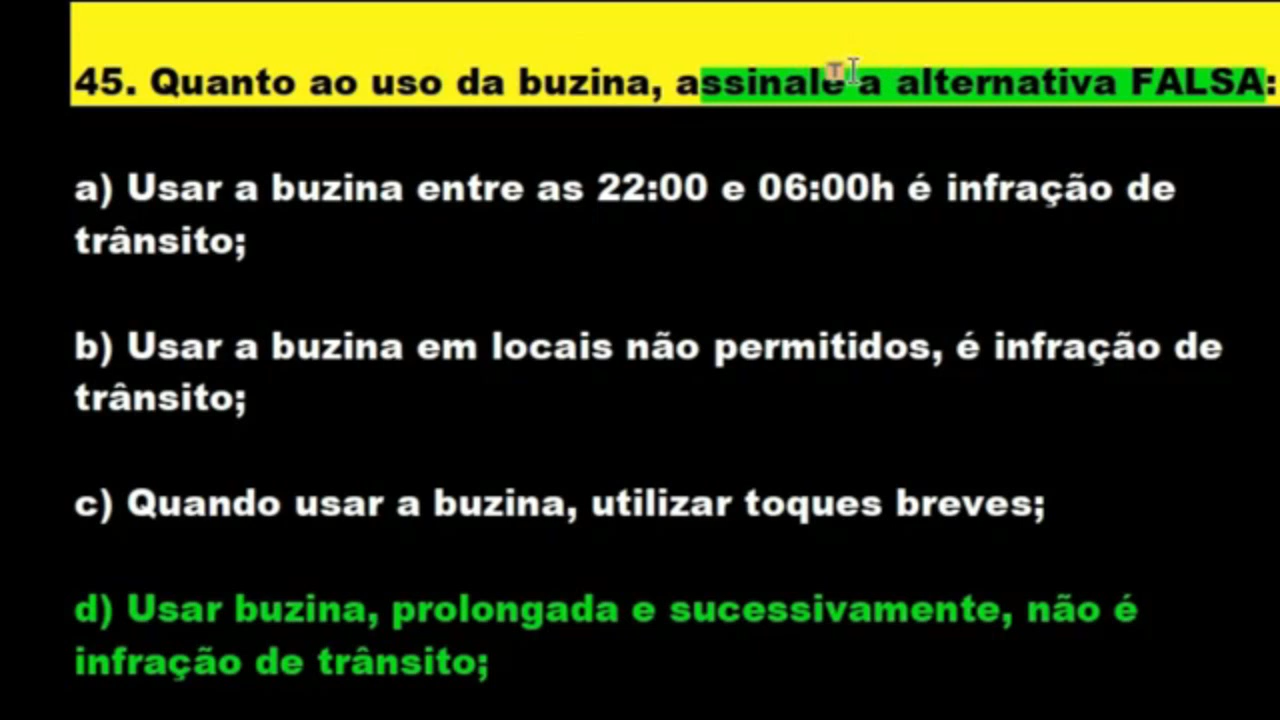 45. Quanto ao uso da buzina, assinale a alternativa FALSA:
a) Usar a buzina entre as 22:00 e 06:00h é infração de
trânsito;
b) Usar a buzina em locais não permitidos, é infração de
trânsito;
c) Quando usar a buzina, utilizar toques breves;
d) Usar buzina, prolongada e sucessivamente, não é
infração de trânsito;